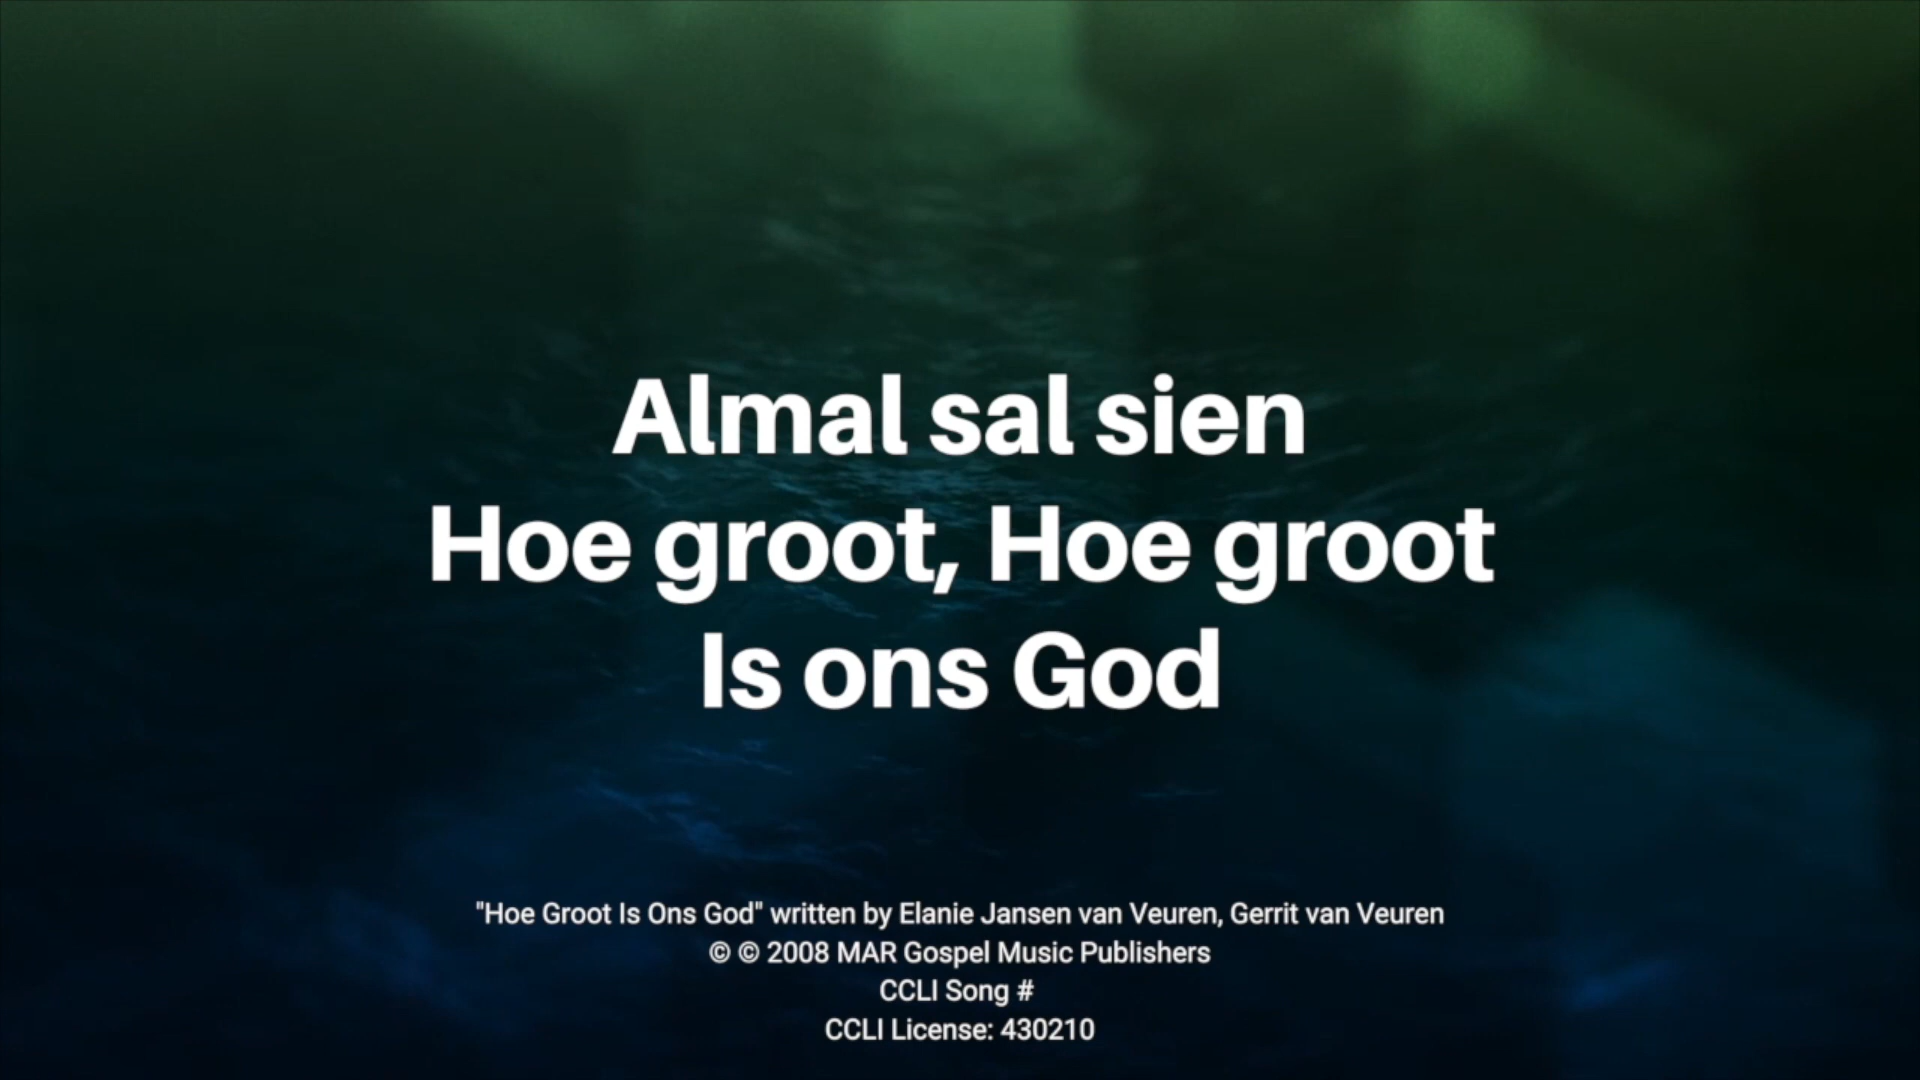 Almal sal sien
Hoe groot, Hoe groot
Is ons God
"Hoe Groot Is Ons God" written by Elanie Jansen van Veuren, Gerrit van Veuren
© © 2008 MAR Gospel Music Publishers
CCLI Song #
CCLI License: 430210